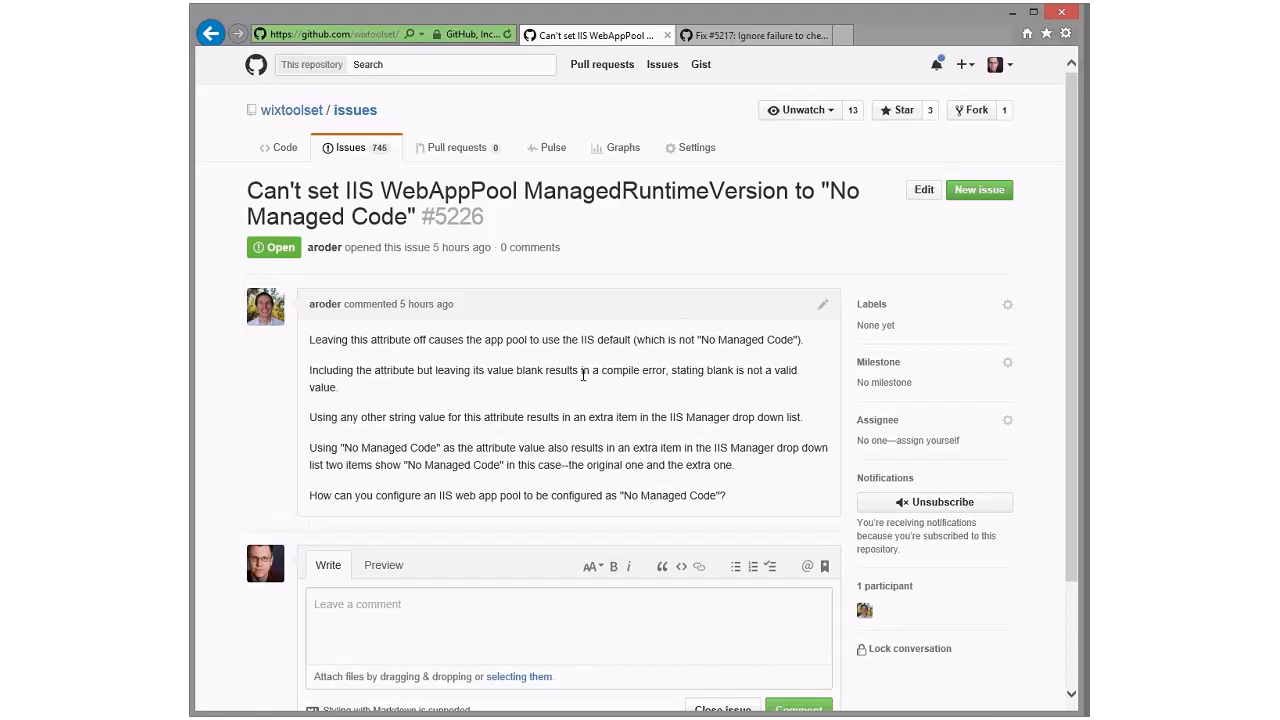 https://github.com/wixtoolset/ GitHub, Inc... Can't set IIS WebAppPool ... Fix #5217: Ignore failure to che...
This repository Search Pull requests Issues Gist
wixtoolset / issues Unwatch 13 Star 3 Fork 1
Code Issues 745 Pull requests 0 Pulse Graphs Settings
Can't set IIS WebAppPool ManagedRuntimeVersion to "No
Managed Code" #5226
Edit New issue
Open aroder opened this issue 5 hours ago · 0 comments
aroder commented 5 hours ago
Leaving this attribute off causes the app pool to use the IIS default (which is not "No Managed Code").
Including the attribute but leaving its value blank results in a compile error, stating blank is not a valid
value.
Using any other string value for this attribute results in an extra item in the IIS Manager drop down list.
Using "No Managed Code" as the attribute value also results in an extra item in the IIS Manager drop down
list two items show "No Managed Code" in this case--the original one and the extra one.
How can you configure an IIS web app pool to be configured as "No Managed Code"?
Labels
None yet
Milestone
No milestone
Assignee
No one—assign yourself
Notifications
Unsubscribe
You're receiving notifications
because you're subscribed to this
repository.
1 participant
Lock conversation
Write Preview AA B i @
Leave a comment
Attach files by dragging & dropping or selecting them.
Styling with Markdown is supported
Close issue Comment